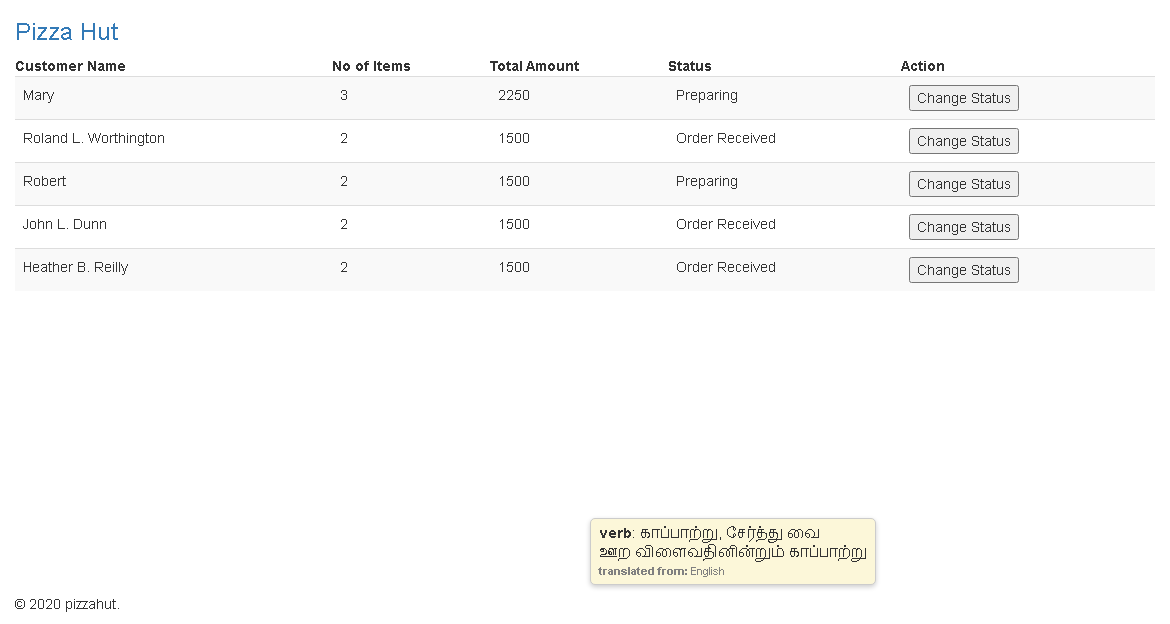 Pizza Hut
Customer Name No of Items Total Amount Status Action
Mary 3 2250 Preparing Change Status
Roland L. Worthington 2 1500 Order Received Change Status
Robert 2 1500 Preparing Change Status
John L. Dunn 2 1500 Order Received Change Status
Heather B. Reilly 2 1500 Order Received Change Status
verb: காப்பாற்று, சேர்த்து வை
ஊற விளைவதினின்றும் காப்பாற்று
translated from: English
© 2020 pizzahut.